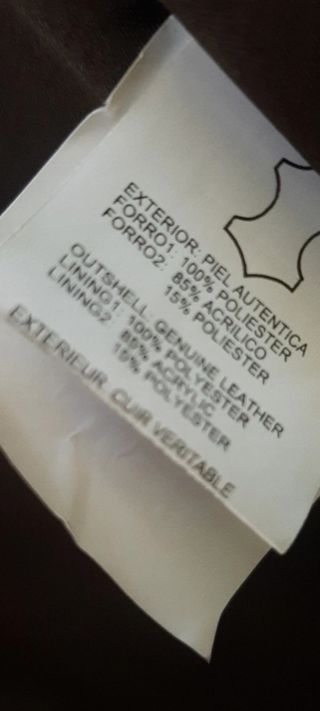 EXTERIOR: PIEL AUTENTICA
FORRO1: 100% POLIESTER
FORRO2: 85% ACRILICO
15% POLIESTER
OUTSHELL: GENUINE LEATHER
LINING1: 100% POLYESTER
LINING2: 85% ACRYLIC
15% POLYESTER
EXTERIEUR CUIR VERITABLE